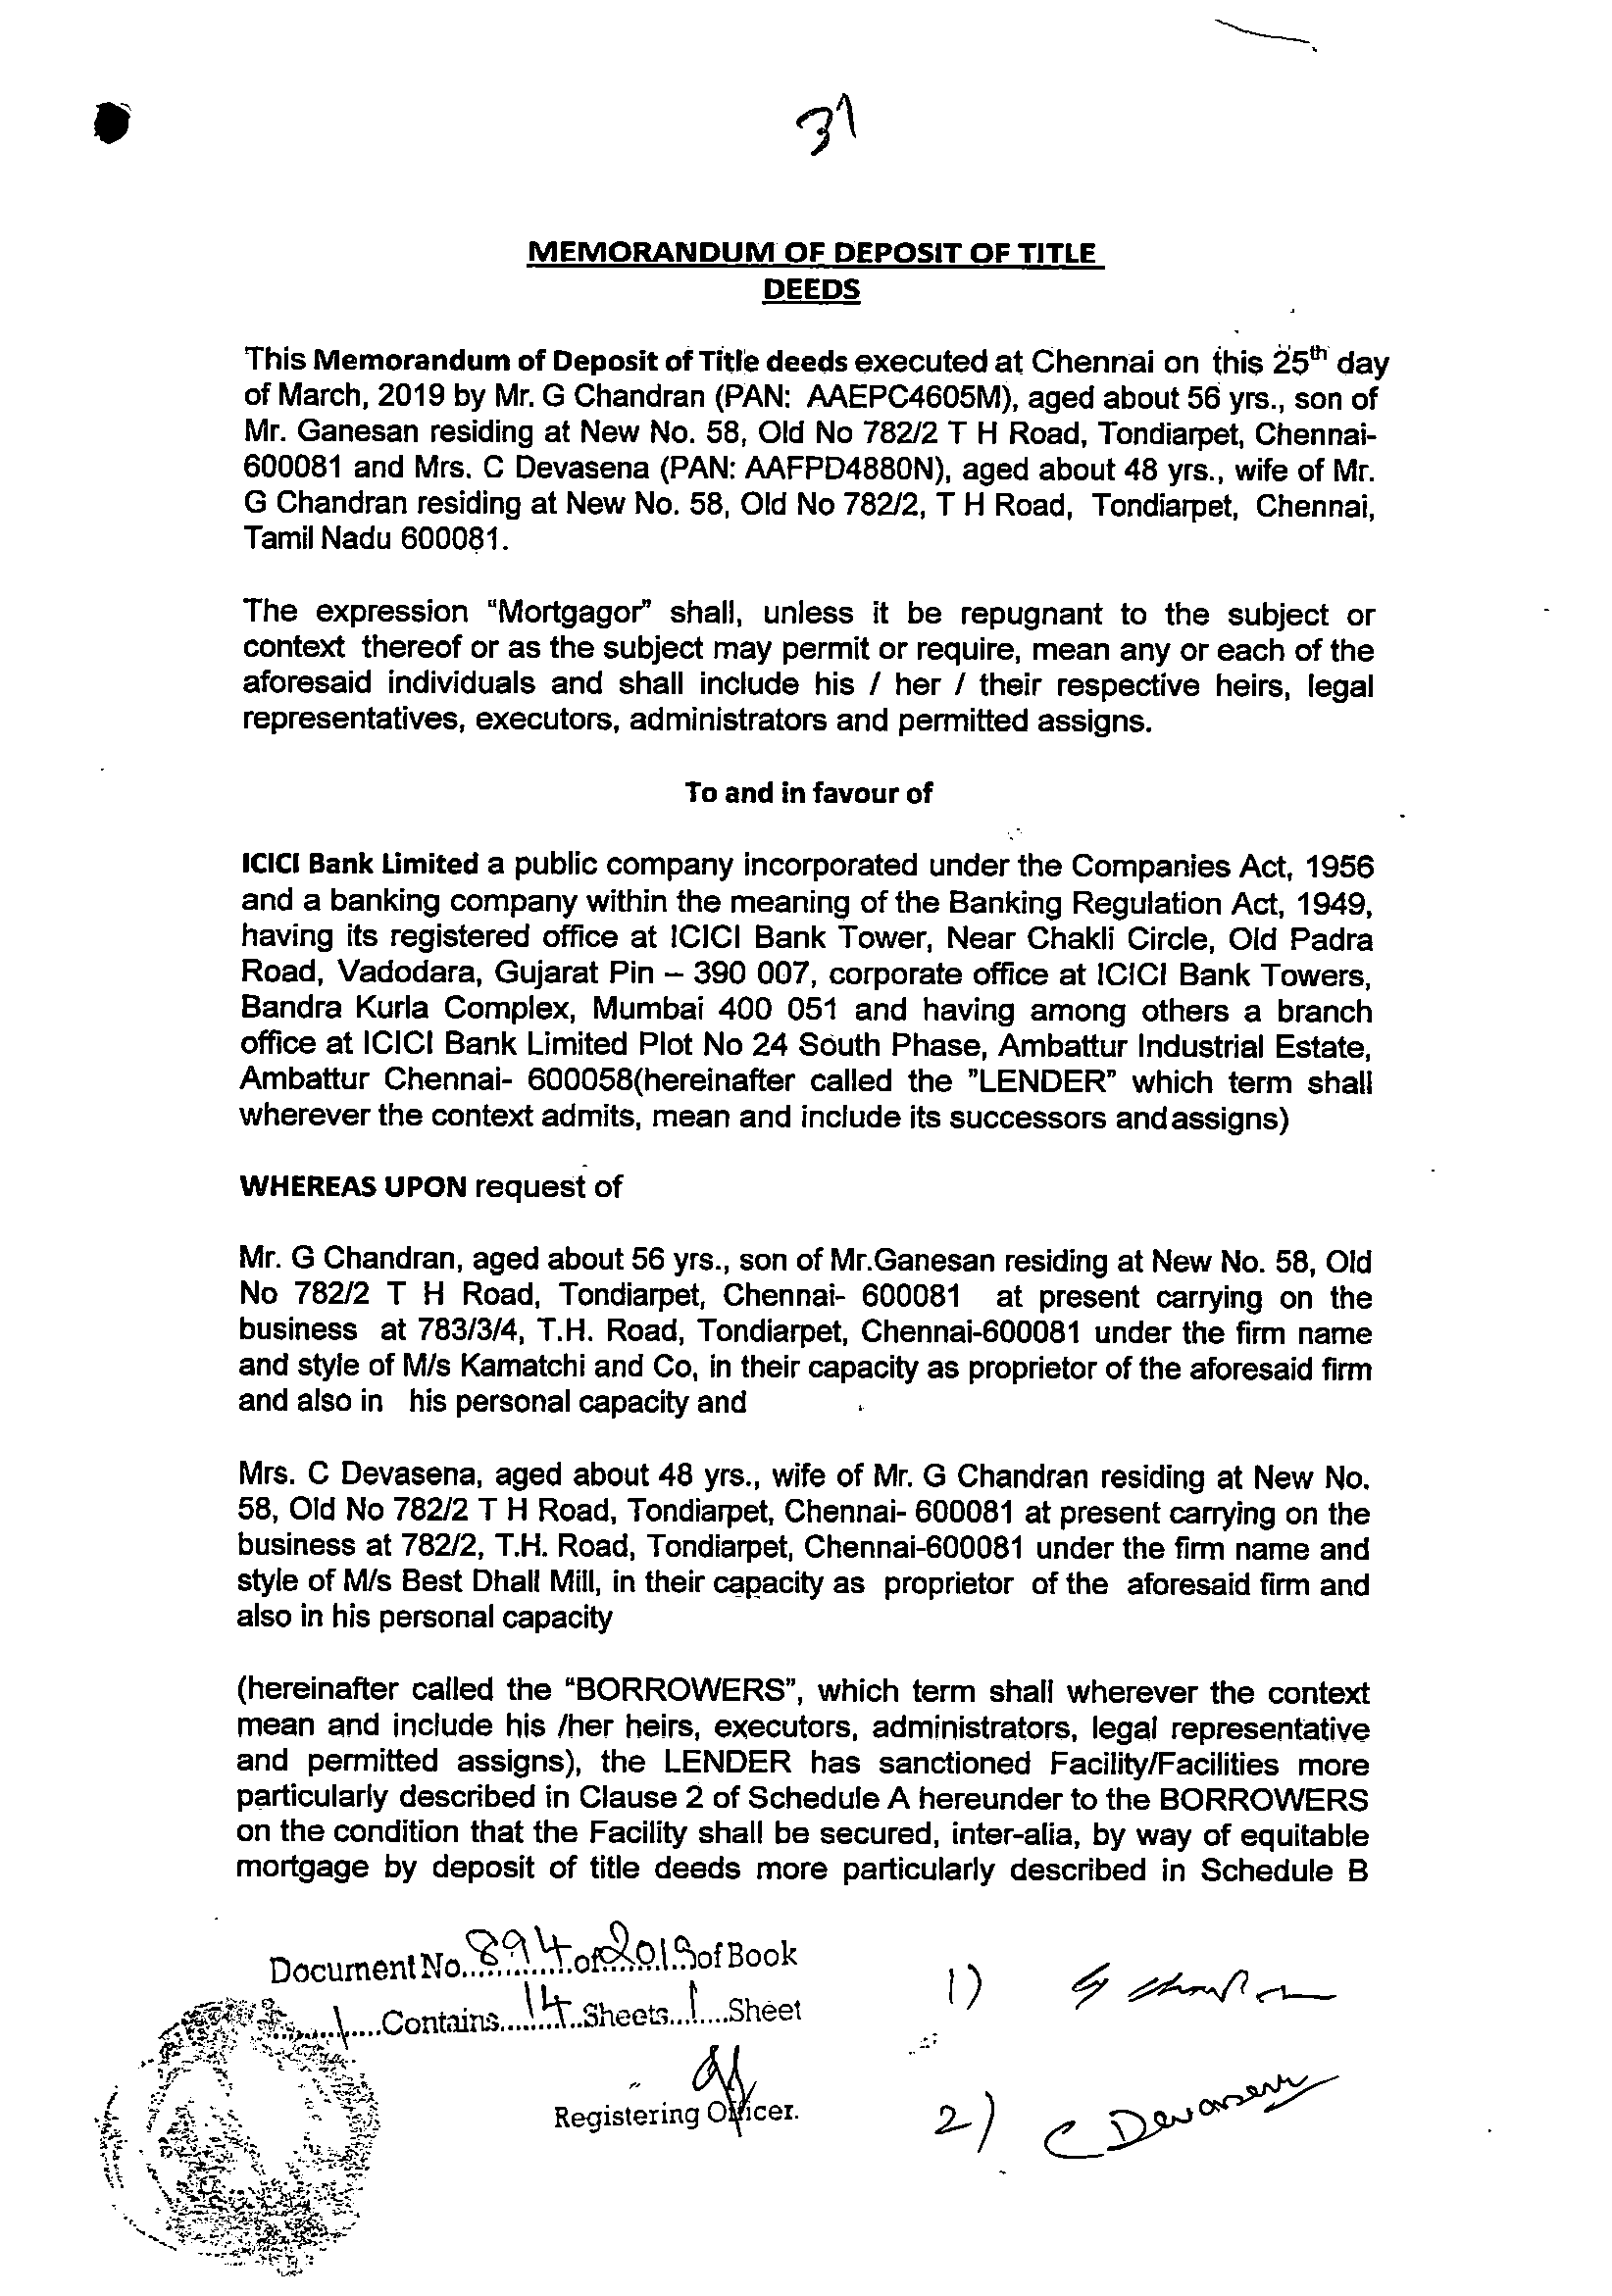 31
MEMORANDUM OF DEPOSIT OF TITLE
DEEDS
This Memorandum of Deposit of Title deeds executed at Chennai on this 25th day
of March, 2019 by Mr. G Chandran (PAN: AAEPC4605M), aged about 56 yrs., son of
Mr. Ganesan residing at New No. 58, Old No 782/2 T H Road, Tondiarpet, Chennai-
600081 and Mrs. C Devasena (PAN: AAFPD4880N), aged about 48 yrs., wife of Mr.
G Chandran residing at New No. 58, Old No 782/2, T H Road, Tondiarpet, Chennai,
Tamil Nadu 600081.
The expression “Mortgagor” shall, unless it be repugnant to the subject or
context thereof or as the subject may permit or require, mean any or each of the
aforesaid individuals and shall include his / her / their respective heirs, legal
representatives, executors, administrators and permitted assigns.
To and in favour of
ICICI Bank Limited a public company incorporated under the Companies Act, 1956
and a banking company within the meaning of the Banking Regulation Act, 1949,
having its registered office at ICICI Bank Tower, Near Chakli Circle, Old Padra
Road, Vadodara, Gujarat Pin – 390 007, corporate office at ICICI Bank Towers,
Bandra Kurla Complex, Mumbai 400 051 and having among others a branch
office at ICICI Bank Limited Plot No 24 South Phase, Ambattur Industrial Estate,
Ambattur Chennai- 600058(hereinafter called the ”LENDER” which term shall
wherever the context admits, mean and include its successors andassigns)
WHEREAS UPON request of
Mr. G Chandran, aged about 56 yrs., son of Mr.Ganesan residing at New No. 58, Old
No 782/2 T H Road, Tondiarpet, Chennai- 600081 at present carrying on the
business at 783/3/4, T.H. Road, Tondiarpet, Chennai-600081 under the firm name
and style of M/s Kamatchi and Co, in their capacity as proprietor of the aforesaid firm
and also in his personal capacity and
Mrs. C Devasena, aged about 48 yrs., wife of Mr. G Chandran residing at New No.
58, Old No 782/2 T H Road, Tondiarpet, Chennai- 600081 at present carrying on the
business at 782/2, T.H. Road, Tondiarpet, Chennai-600081 under the firm name and
style of M/s Best Dhall Mill, in their capacity as proprietor of the aforesaid firm and
also in his personal capacity
(hereinafter called the “BORROWERS”, which term shall wherever the context
mean and include his /her heirs, executors, administrators, legal representative
and permitted assigns), the LENDER has sanctioned Facility/Facilities more
particularly described in Clause 2 of Schedule A hereunder to the BORROWERS
on the condition that the Facility shall be secured, inter-alia, by way of equitable
mortgage by deposit of title deeds more particularly described in Schedule B
Document No. 894 of 2019 of Book
1 Contains 14 Sheets 1 Sheet
Registering Officer.
1)
2) C Devasena